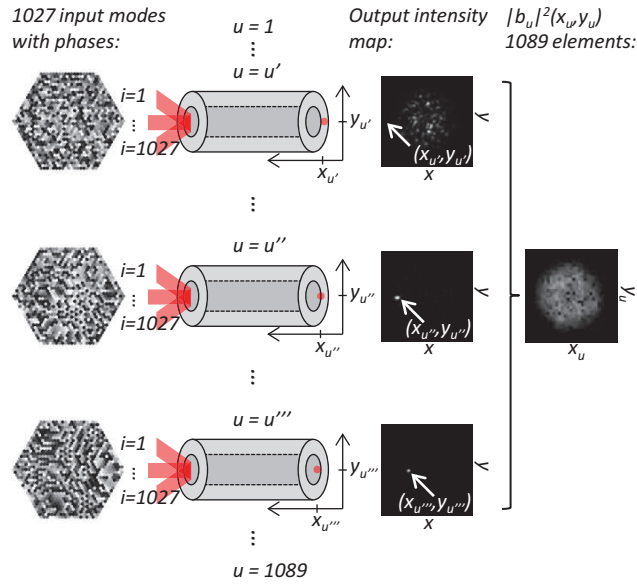 1027 input modes
with phases:
u = 1
Output intensity
map:
|b_u|²(x_u,y_u)
1089 elements:
...
u = u'
i=1
...
i=1027
y_u'
x_u'
(x_u',y_u')
x
y
...
u = u''
i=1
...
i=1027
y_u''
x_u''
(x_u'',y_u'')
x
y
x_u
y_u
...
u = u'''
i=1
...
i=1027
y_u'''
x_u'''
(x_u''',y_u''')
x
y
...
u = 1089